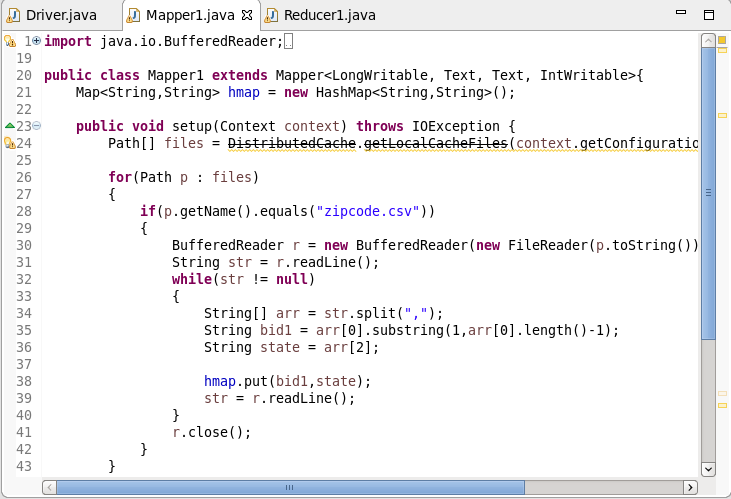 Driver.java Mapper1.java Reducer1.java
1 import java.io.BufferedReader;
19
20 public class Mapper1 extends Mapper<LongWritable, Text, Text, IntWritable>{
21     Map<String,String> hmap = new HashMap<String,String>();
22
23     public void setup(Context context) throws IOException {
24         Path[] files = DistributedCache.getLocalCacheFiles(context.getConfiguratio
25
26         for(Path p : files)
27         {
28             if(p.getName().equals("zipcode.csv"))
29             {
30                 BufferedReader r = new BufferedReader(new FileReader(p.toString())
31                 String str = r.readLine();
32                 while(str != null)
33                 {
34                     String[] arr = str.split(",");
35                     String bid1 = arr[0].substring(1,arr[0].length()-1);
36                     String state = arr[2];
37
38                     hmap.put(bid1,state);
39                     str = r.readLine();
40                 }
41                 r.close();
42             }
43         }